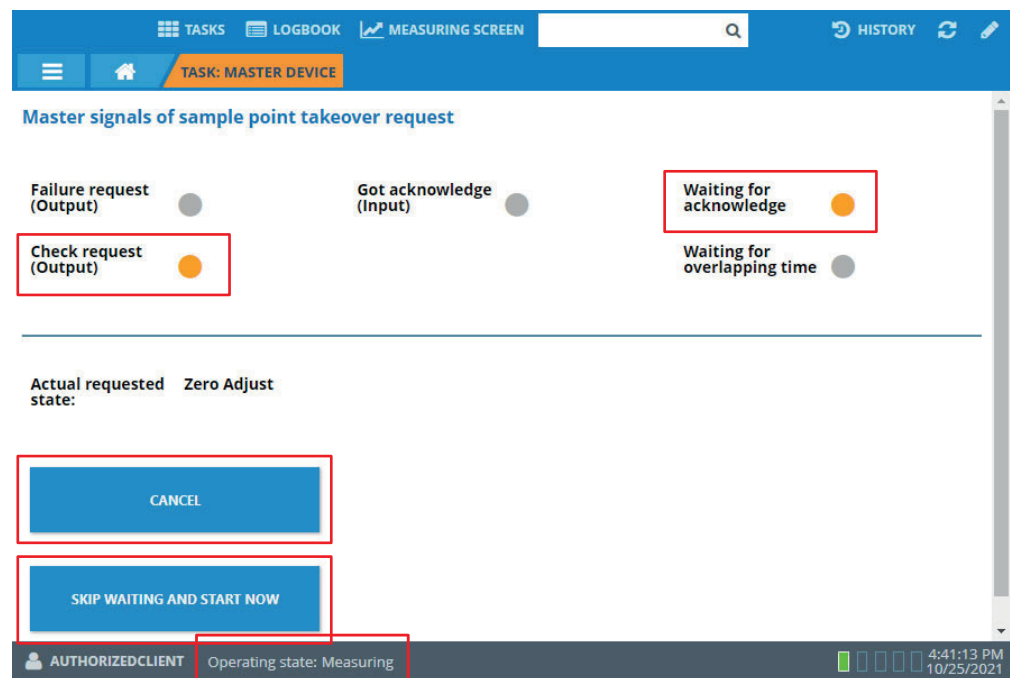 TASKS LOGBOOK MEASURING SCREEN HISTORY
TASK: MASTER DEVICE
Master signals of sample point takeover request
Failure request
(Output)
Got acknowledge
(Input)
Waiting for
acknowledge
Check request
(Output)
Waiting for
overlapping time
Actual requested
state:
Zero Adjust
CANCEL
SKIP WAITING AND START NOW
AUTHORIZEDCLIENT Operating state: Measuring
4:41:13 PM
10/25/2021